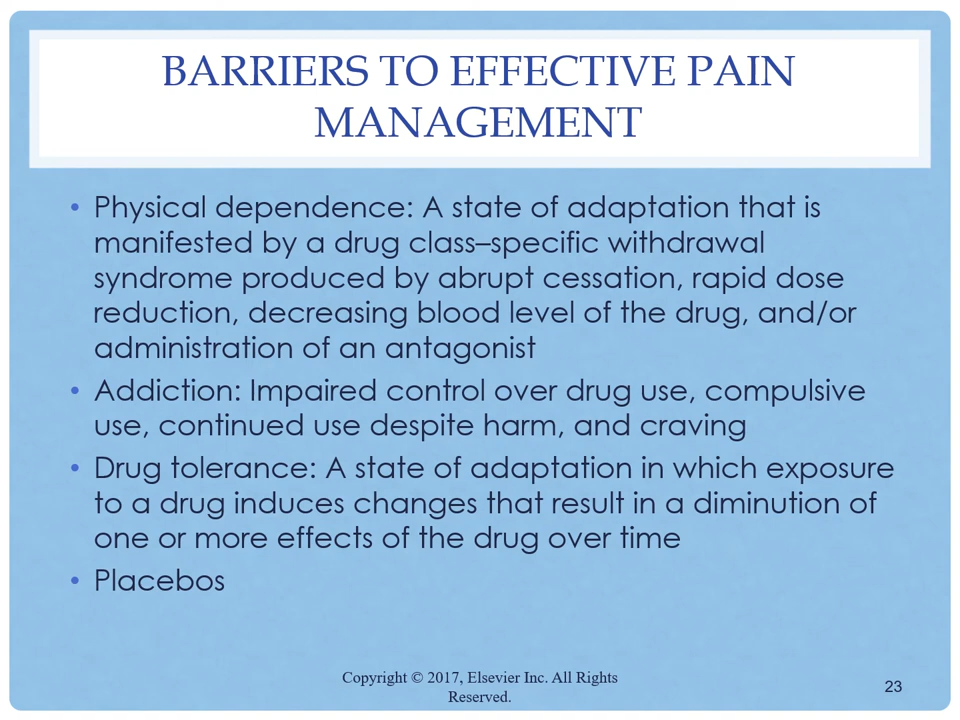 BARRIERS TO EFFECTIVE PAIN
MANAGEMENT
• Physical dependence: A state of adaptation that is
manifested by a drug class–specific withdrawal
syndrome produced by abrupt cessation, rapid dose
reduction, decreasing blood level of the drug, and/or
administration of an antagonist
• Addiction: Impaired control over drug use, compulsive
use, continued use despite harm, and craving
• Drug tolerance: A state of adaptation in which exposure
to a drug induces changes that result in a diminution of
one or more effects of the drug over time
• Placebos
Copyright © 2017, Elsevier Inc. All Rights
Reserved.
23